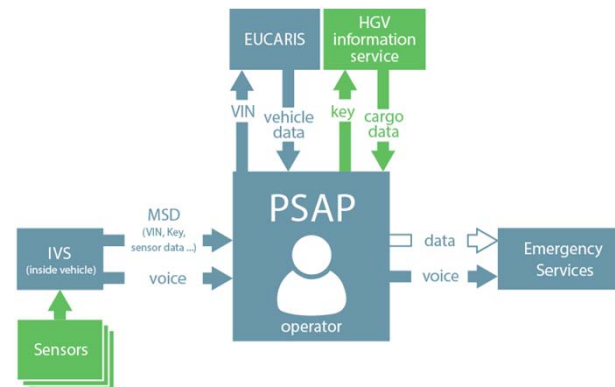 EUCARIS
HGV
information
service
VIN
vehicle
data
key
cargo
data
MSD
(VIN, Key,
sensor data ...)
voice
IVS
(inside vehicle)
Sensors
PSAP
operator
data
voice
Emergency
Services